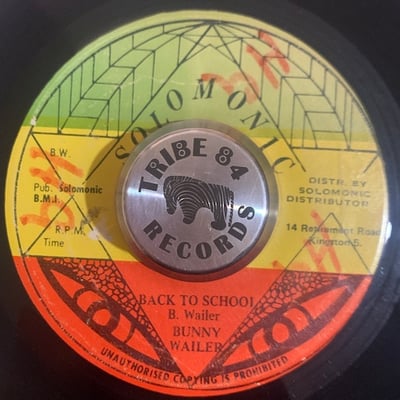 SOLOMONIC
B.W.
Pub. Solomonic
B.M.I.
R.P.M.
Time
TRIBE 84
RECORDS
DISTR. BY
SOLOMONIC
DISTRIBUTOR
14 Retirement Road
Kingston 5.
BACK TO SCHOOL
B. Wailer
BUNNY
WAILER
UNAUTHORISED COPYING IS PROHIBITED